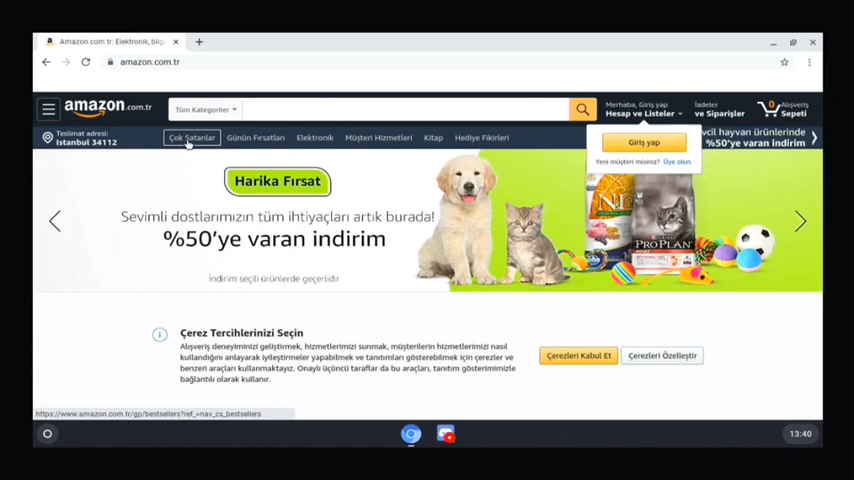 Amazon.com.tr: Elektronik, bilg
amazon.com.tr
amazon.com.tr
Tüm Kategoriler
Merhaba, Giriş yap
Hesap ve Listeler
İadeler
ve Siparişler
0
Alışveriş
Sepeti
Teslimat adresi:
Istanbul 34112
Çok Satanlar
Günün Fırsatları
Elektronik
Müşteri Hizmetleri
Kitap
Hediye Fikirleri
vcil hayvan ürünlerinde
%50'ye varan indirim
Giriş yap
Yeni müşteri misiniz? Üye olun.
Harika Fırsat
Sevimli dostlarımızın tüm ihtiyaçları artık burada!
%50'ye varan indirim
İndirim seçili ürünlerde geçerlidir
PRO PLAN
Çerez Tercihlerinizi Seçin
Alışveriş deneyiminizi geliştirmek, hizmetlerimizi sunmak, müşterilerin hizmetlerimizi nasıl
kullandığını anlayarak iyileştirmeler yapabilmek ve tanıtımları gösterebilmek için çerezler ve
benzeri araçları kullanmaktayız. Onaylı üçüncü taraflar da bu araçları, tanıtım gösterimimizle
bağlantılı olarak kullanır.
Çerezleri Kabul Et
Çerezleri Özelleştir
https://www.amazon.com.tr/gp/bestsellers?ref_=nav_cs_bestsellers
13:40